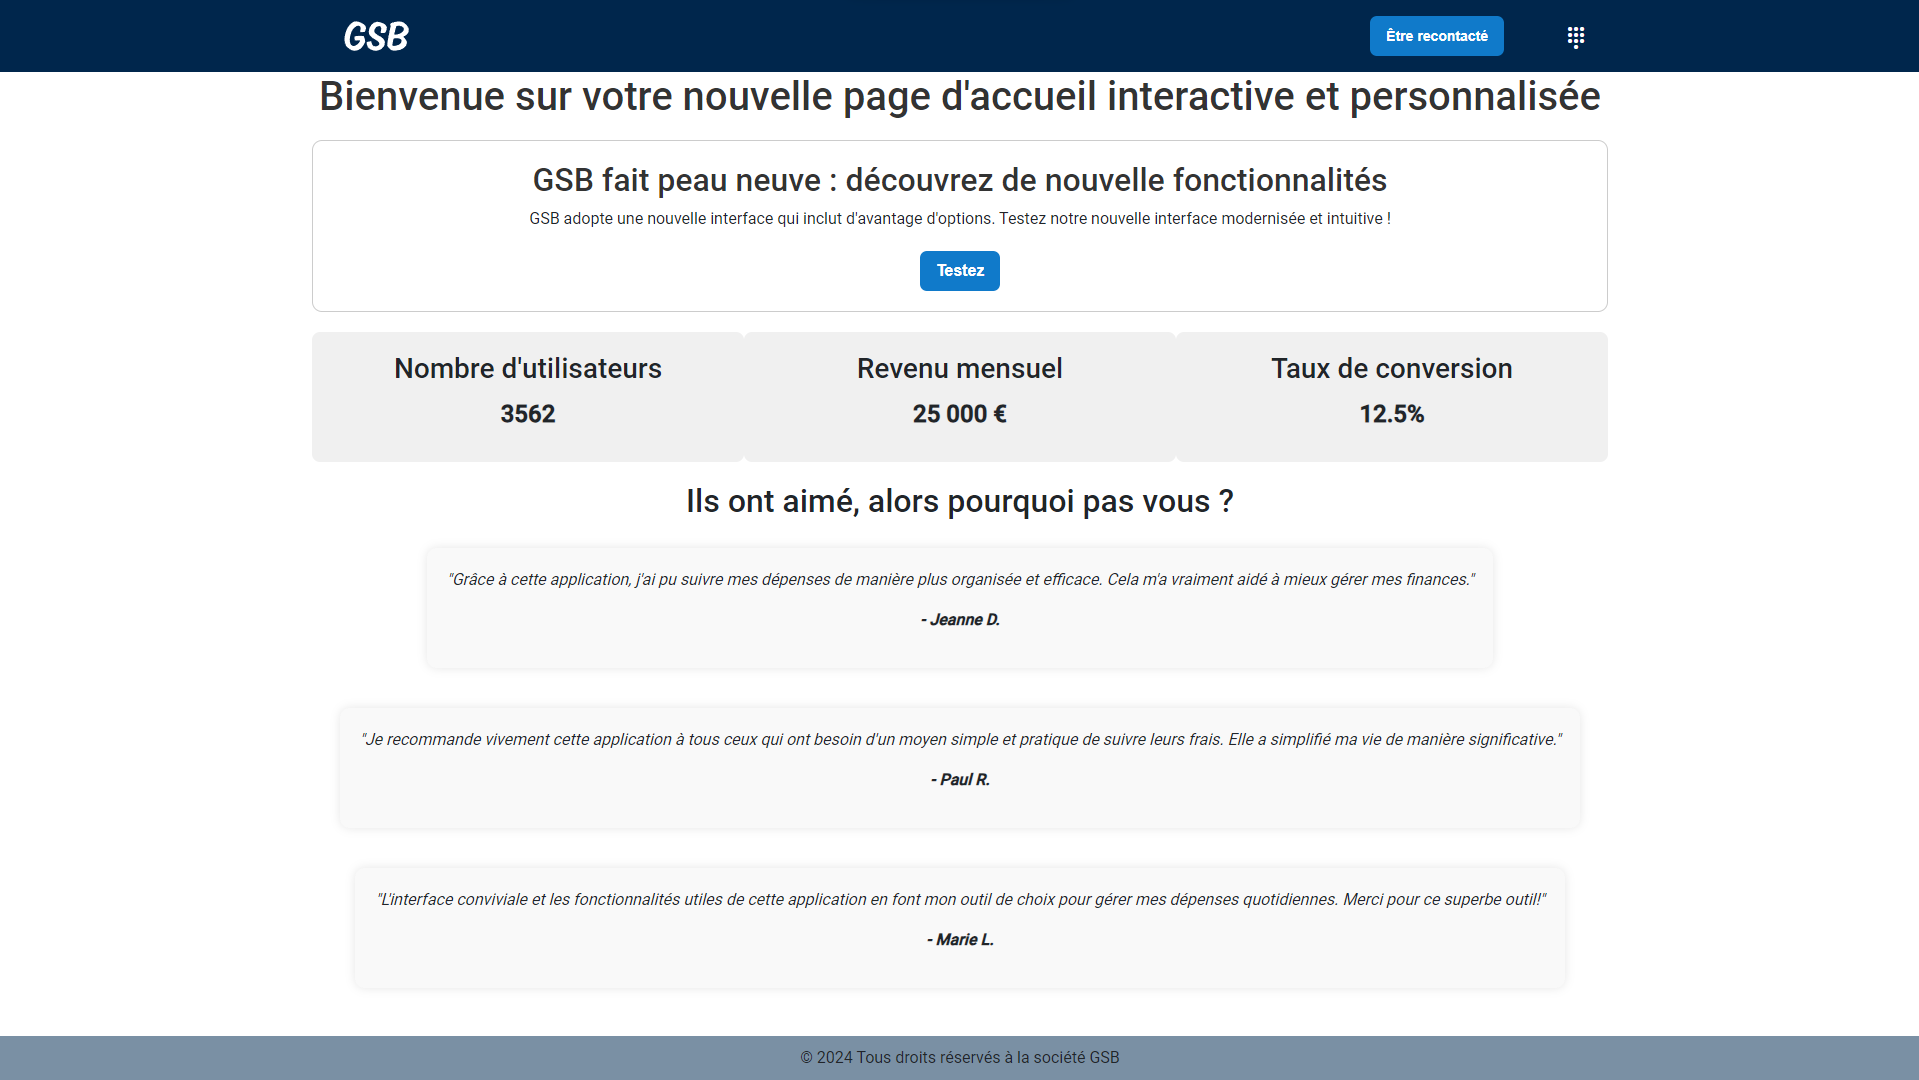 GSB
Être recontacté
Bienvenue sur votre nouvelle page d'accueil interactive et personnalisée
GSB fait peau neuve : découvrez de nouvelle fonctionnalités
GSB adopte une nouvelle interface qui inclut d'avantage d'options. Testez notre nouvelle interface modernisée et intuitive !
Testez
Nombre d'utilisateurs
3562
Revenu mensuel
25 000 €
Taux de conversion
12.5%
Ils ont aimé, alors pourquoi pas vous ?
"Grâce à cette application, j'ai pu suivre mes dépenses de manière plus organisée et efficace. Cela m'a vraiment aidé à mieux gérer mes finances."
- Jeanne D.
"Je recommande vivement cette application à tous ceux qui ont besoin d'un moyen simple et pratique de suivre leurs frais. Elle a simplifié ma vie de manière significative."
- Paul R.
"L'interface conviviale et les fonctionnalités utiles de cette application en font mon outil de choix pour gérer mes dépenses quotidiennes. Merci pour ce superbe outil!"
- Marie L.
© 2024 Tous droits réservés à la société GSB